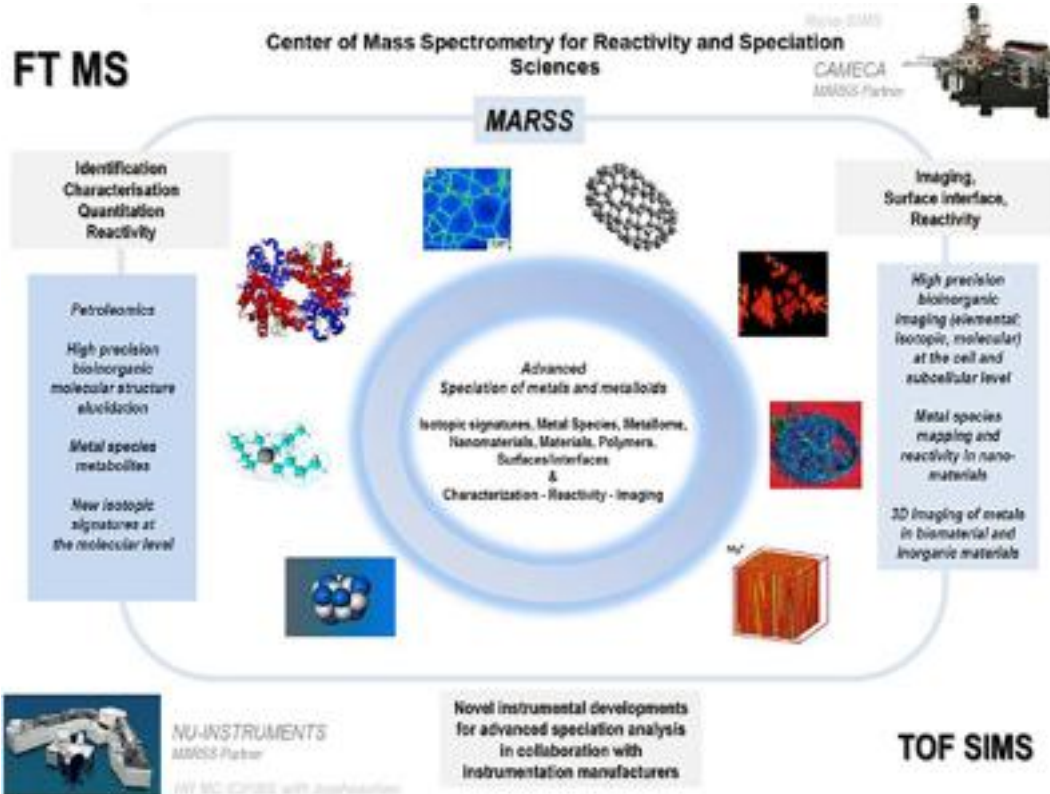 Nano-SIMS
Center of Mass Spectrometry for Reactivity and Speciation
Sciences
FT MS
CAMECA
MARSS Partner
MARSS
Identification
Characterisation
Quantitation
Reactivity
Imaging,
Surface interface,
Reactivity
Petroleomics
High precision
bioinorganic
molecular structure
elucidation
Metal species
metabolites
New isotopic
signatures at
the molecular level
Advanced
Speciation of metals and metalloids
Isotopic signatures, Metal Species, Metallome,
Nanomaterials, Materials, Polymers,
Surfaces/Interfaces
&
Characterization - Reactivity - Imaging
High precision
bioinorganic
imaging (elemental;
isotopic, molecular)
at the cell and
subcellular level
Metal species
mapping and
reactivity in nano-
materials
3D Imaging of metals
in biomaterial and
inorganic materials
NU-INSTRUMENTS
MARSS Partner
Novel instrumental developments
for advanced speciation analysis
in collaboration with
instrumentation manufacturers
TOF SIMS